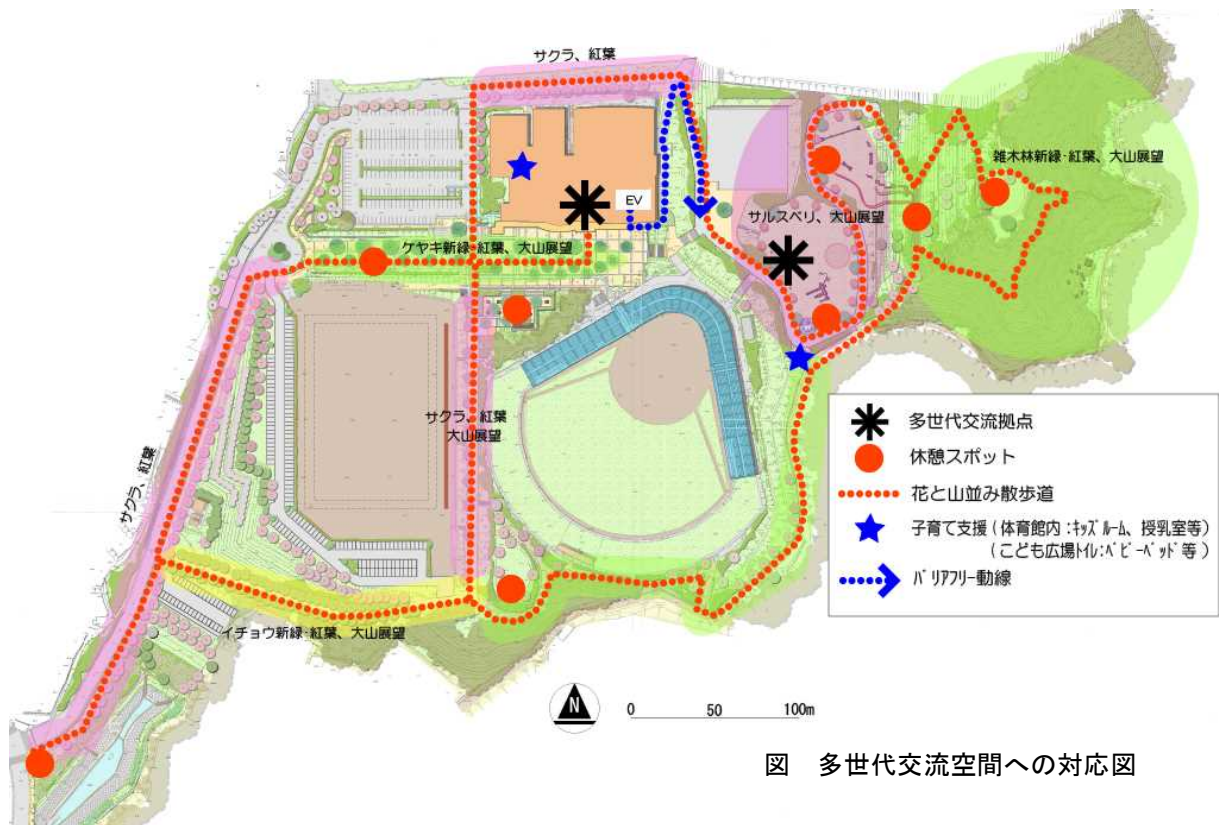 サクラ、紅葉
雑木林新緑・紅葉、大山展望
EV
サルスベリ、大山展望
ケヤキ新緑・紅葉、大山展望
サクラ、紅葉
大山展望
サクラ、紅葉
イチョウ新緑・紅葉、大山展望
多世代交流拠点
休憩スポット
花と山並み散歩道
子育て支援(体育館内:ｷｯｽﾞﾙｰﾑ、授乳室等)
(こども広場ﾄｲﾚ:ﾍﾞﾋﾞｰﾍﾞｯﾄﾞ等)
ﾊﾞﾘｱﾌﾘｰ動線
N
0 50 100m
図 多世代交流空間への対応図